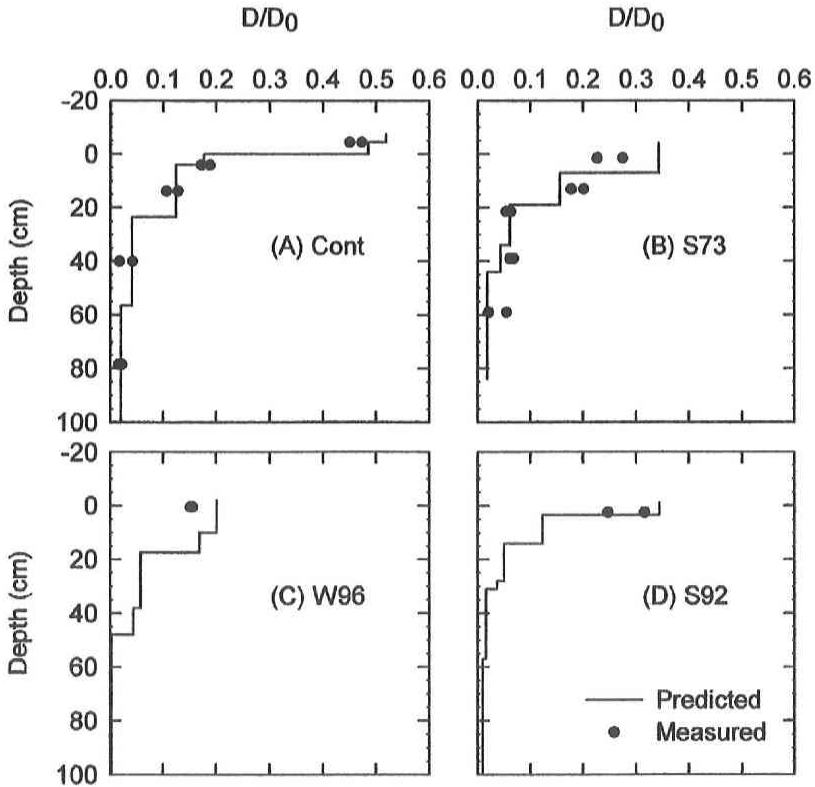 D/D0 D/D0
0.0 0.1 0.2 0.3 0.4 0.5 0.6 0.0 0.1 0.2 0.3 0.4 0.5 0.6
-20
0
20
40
60
80
100
Depth (cm)
(A) Cont
(B) S73
-20
0
20
40
60
80
100
Depth (cm)
(C) W96
(D) S92
Predicted
Measured